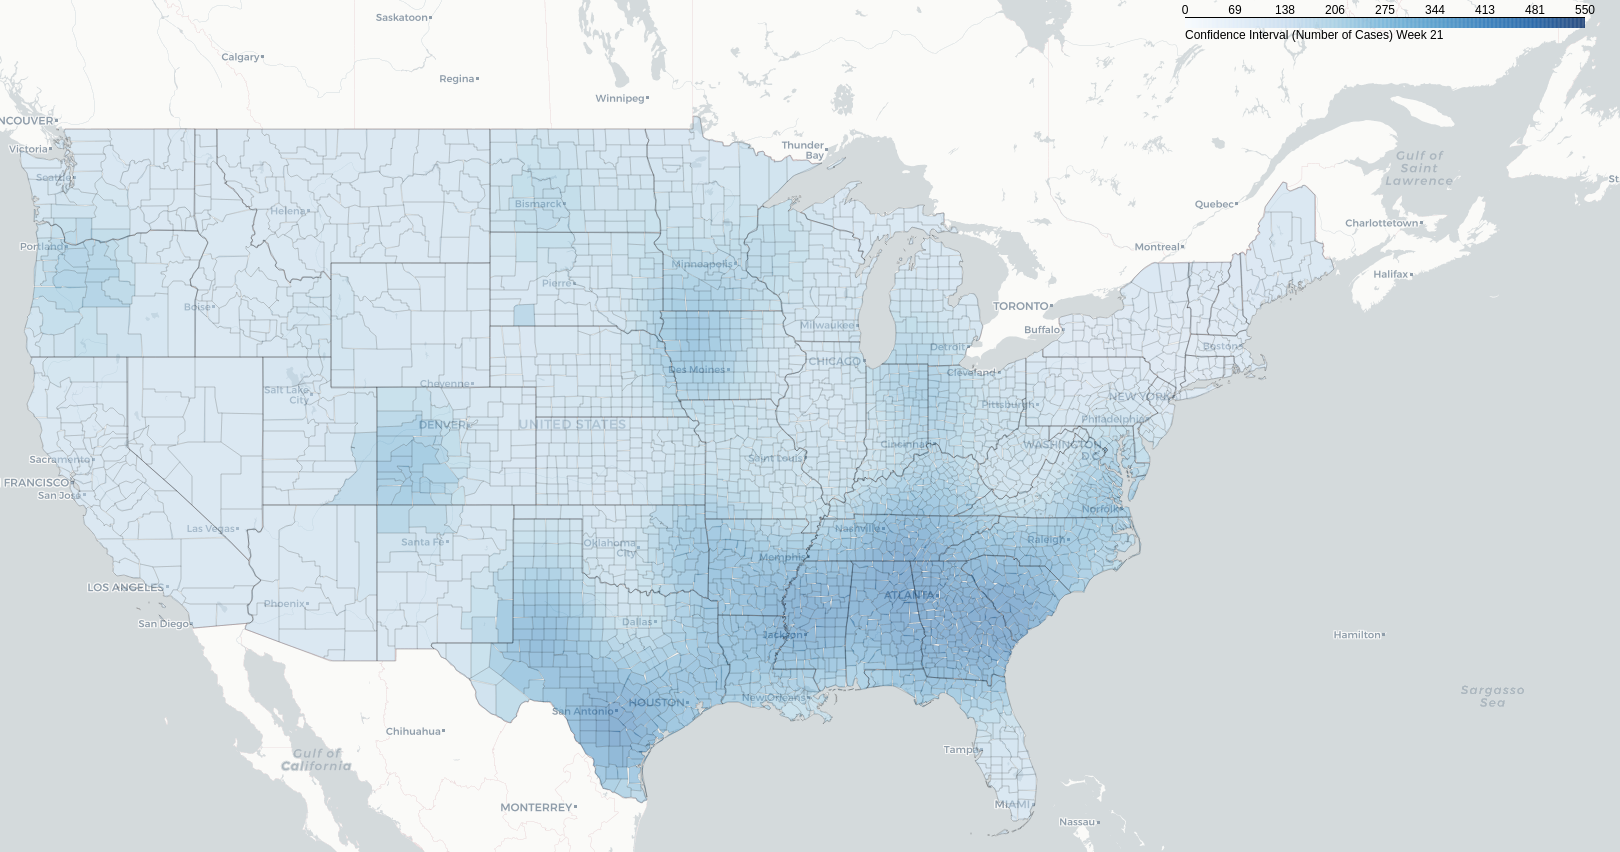 0 69 138 206 275 344 413 481 550
Confidence Interval (Number of Cases) Week 21
Saskatoon
Calgary
Regina
Winnipeg
NCOUVER
Victoria
Thunder
Bay
Gulf of
Saint
Lawrence
St
Seattle
Helena
Bismarck
Quebec
Charlottetown
Portland
Montreal
Minneapolis
Halifax
Pierre
Boise
TORONTO
Buffalo
Milwaukee
Detroit
Boston
CHICAGO
Des Moines
Cleveland
Cheyenne
Salt Lake
City
NEW YORK
Pittsburgh
Philadelphia
DENVER
UNITED STATES
Cincinnati
WASHINGTON
D.C.
Sacramento
Saint Louis
FRANCISCO
San Jose
Norfolk
Las Vegas
Nashville
Santa Fe
Oklahoma
City
Raleigh
Memphis
LOS ANGELES
ATLANTA
Phoenix
San Diego
Dallas
Jackson
Hamilton
Sargasso
Sea
New Orleans
HOUSTON
San Antonio
Chihuahua
Tampa
Gulf of
California
MONTERREY
MIAMI
Nassau